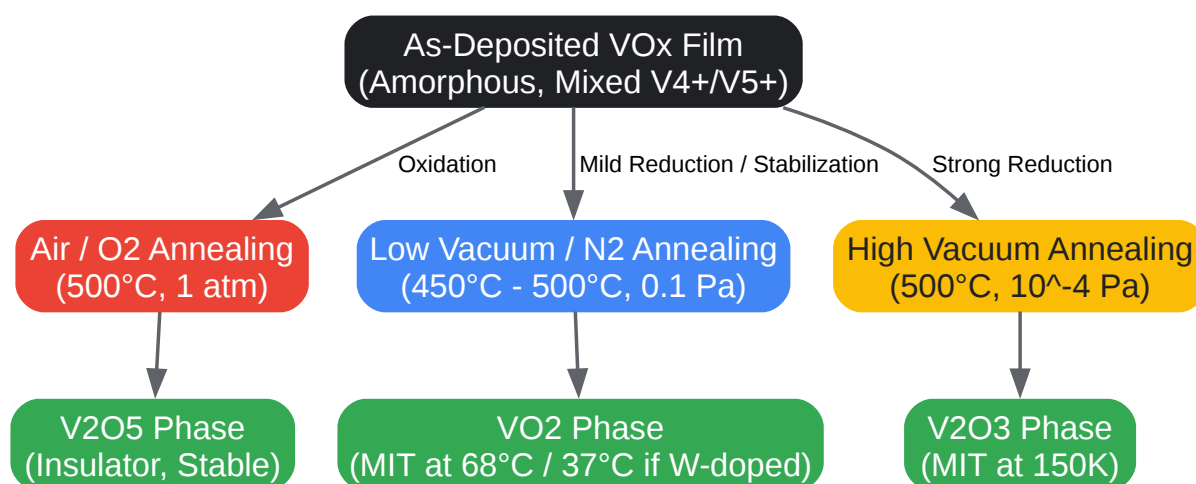 As-Deposited VOx Film
(Amorphous, Mixed V4+/V5+)
Oxidation
Mild Reduction / Stabilization
Strong Reduction
Air / O2 Annealing
(500°C, 1 atm)
Low Vacuum / N2 Annealing
(450°C - 500°C, 0.1 Pa)
High Vacuum Annealing
(500°C, 10^-4 Pa)
V2O5 Phase
(Insulator, Stable)
VO2 Phase
(MIT at 68°C / 37°C if W-doped)
V2O3 Phase
(MIT at 150K)